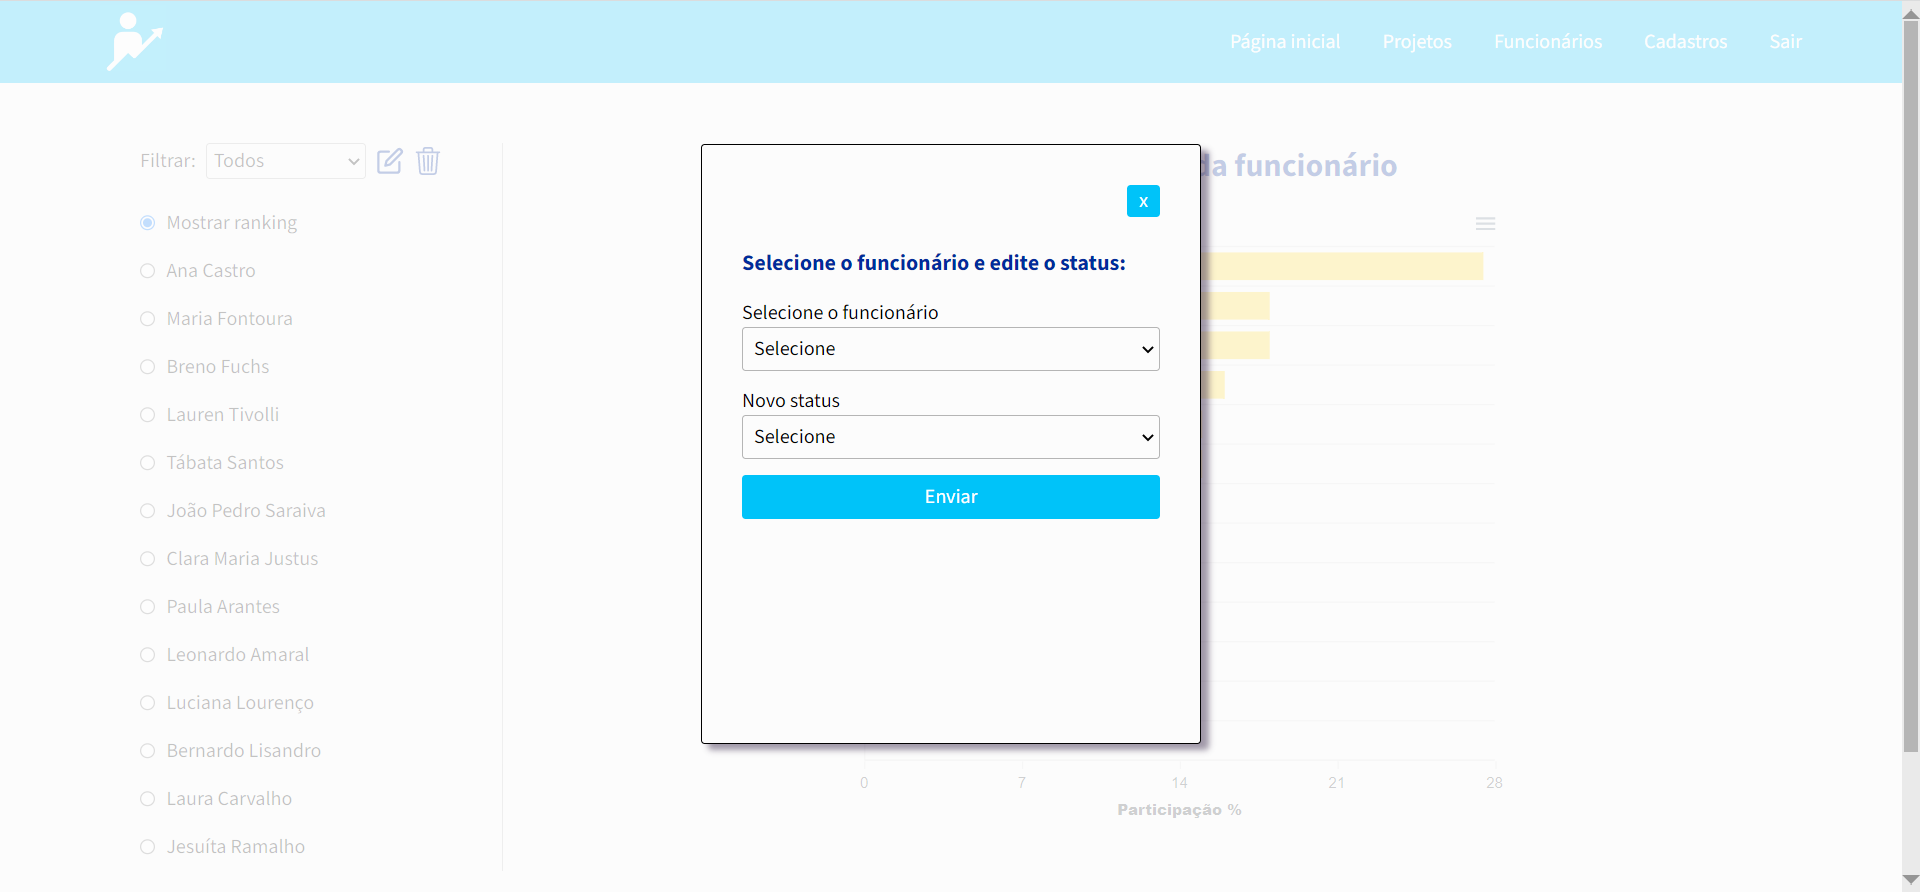 Página inicial Projetos Funcionários Cadastros Sair
Filtrar: Todos
Mostrar ranking
Ana Castro
Maria Fontoura
Breno Fuchs
Lauren Tivolli
Tábata Santos
João Pedro Saraiva
Clara Maria Justus
Paula Arantes
Leonardo Amaral
Luciana Lourenço
Bernardo Lisandro
Laura Carvalho
Jesuíta Ramalho
da funcionário
x
Selecione o funcionário e edite o status:
Selecione o funcionário
Selecione
Novo status
Selecione
Enviar
0 7 14 21 28
Participação %